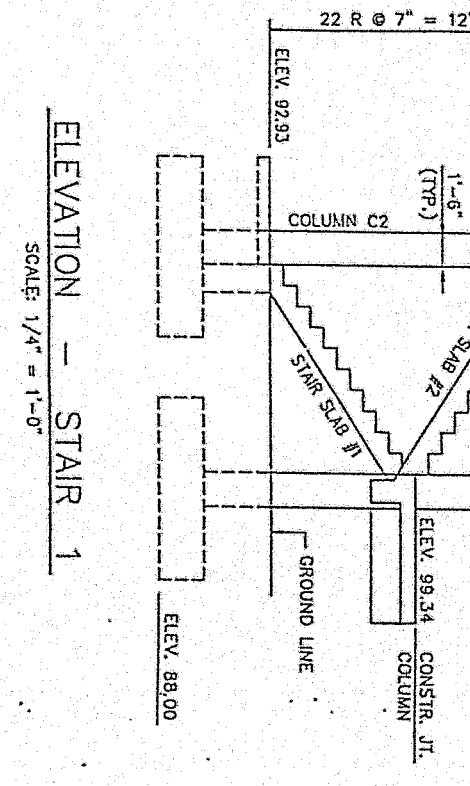 22 R @ 7" = 12'
ELEV. 92.93
1'-6"
(TYP.)
COLUMN C2
SLAB #2
STAIR SLAB #1
ELEV. 99.34
CONSTR. JT.
COLUMN
GROUND LINE
ELEV. 88.00
ELEVATION - STAIR 1
SCALE: 1/4" = 1'-0"